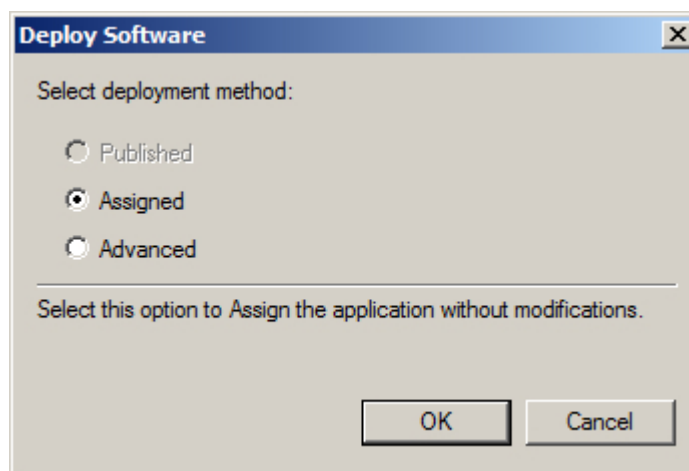 Deploy Software
Select deployment method:
Published
Assigned
Advanced
Select this option to Assign the application without modifications.
OK Cancel